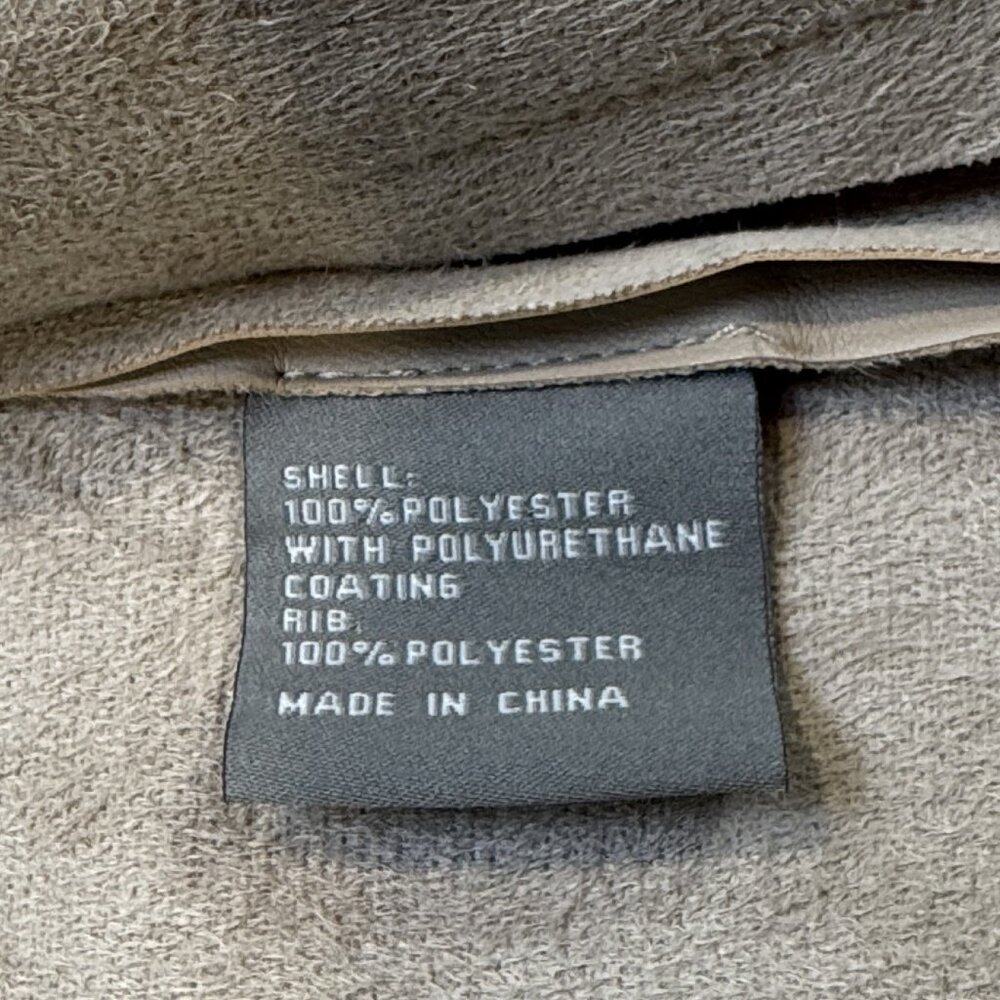 SHELL:
100%POLYESTER
WITH POLYURETHANE
COATING
RIB:
100%POLYESTER
MADE IN CHINA